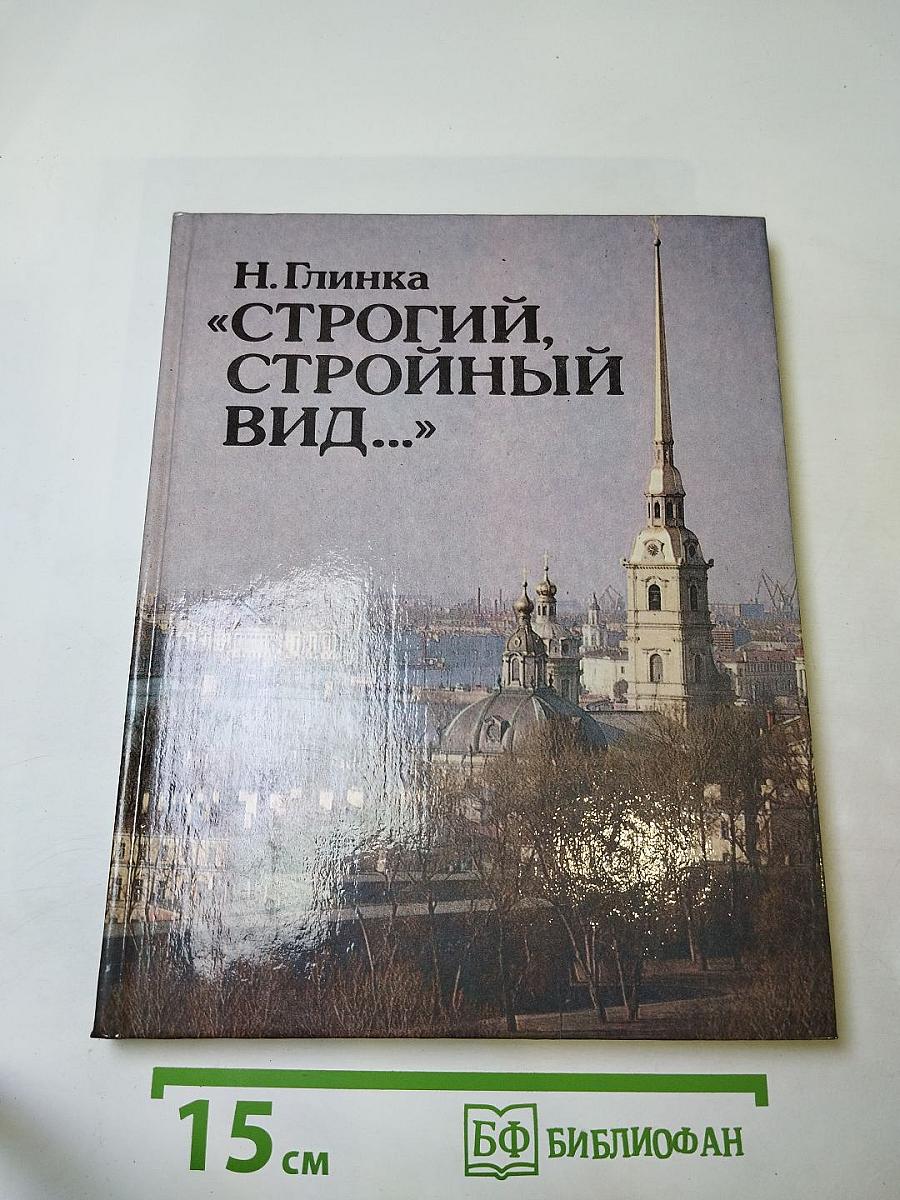 Н. Глинка
«СТРОГИЙ,
СТРОЙНЫЙ
ВИД...»
15 см
БФ БИБЛИОФАН